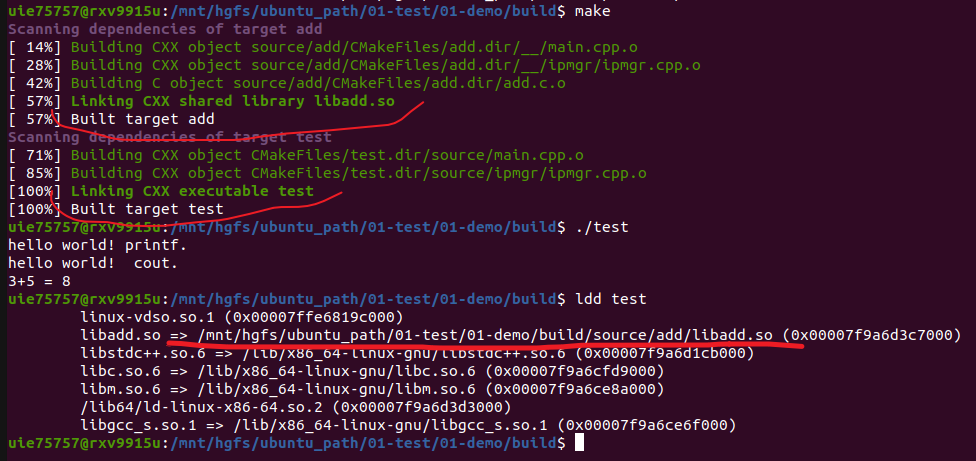 uie75757@rxv9915u:/mnt/hgfs/ubuntu_path/01-test/01-demo/build$ make
Scanning dependencies of target add
[ 14%] Building CXX object source/add/CMakeFiles/add.dir/__/main.cpp.o
[ 28%] Building CXX object source/add/CMakeFiles/add.dir/__/ipmgr/ipmgr.cpp.o
[ 42%] Building C object source/add/CMakeFiles/add.dir/add.c.o
[ 57%] Linking CXX shared library libadd.so
[ 57%] Built target add
Scanning dependencies of target test
[ 71%] Building CXX object CMakeFiles/test.dir/source/main.cpp.o
[ 85%] Building CXX object CMakeFiles/test.dir/source/ipmgr/ipmgr.cpp.o
[100%] Linking CXX executable test
[100%] Built target test
uie75757@rxv9915u:/mnt/hgfs/ubuntu_path/01-test/01-demo/build$ ./test
hello world! printf.
hello world!  cout.
3+5 = 8
uie75757@rxv9915u:/mnt/hgfs/ubuntu_path/01-test/01-demo/build$ ldd test
linux-vdso.so.1 (0x00007ffe6819c000)
libadd.so => /mnt/hgfs/ubuntu_path/01-test/01-demo/build/source/add/libadd.so (0x00007f9a6d3c7000)
libstdc++.so.6 => /lib/x86_64-linux-gnu/libstdc++.so.6 (0x00007f9a6d1cb000)
libc.so.6 => /lib/x86_64-linux-gnu/libc.so.6 (0x00007f9a6cfd9000)
libm.so.6 => /lib/x86_64-linux-gnu/libm.so.6 (0x00007f9a6ce8a000)
/lib64/ld-linux-x86-64.so.2 (0x00007f9a6d3d3000)
libgcc_s.so.1 => /lib/x86_64-linux-gnu/libgcc_s.so.1 (0x00007f9a6ce6f000)
uie75757@rxv9915u:/mnt/hgfs/ubuntu_path/01-test/01-demo/build$